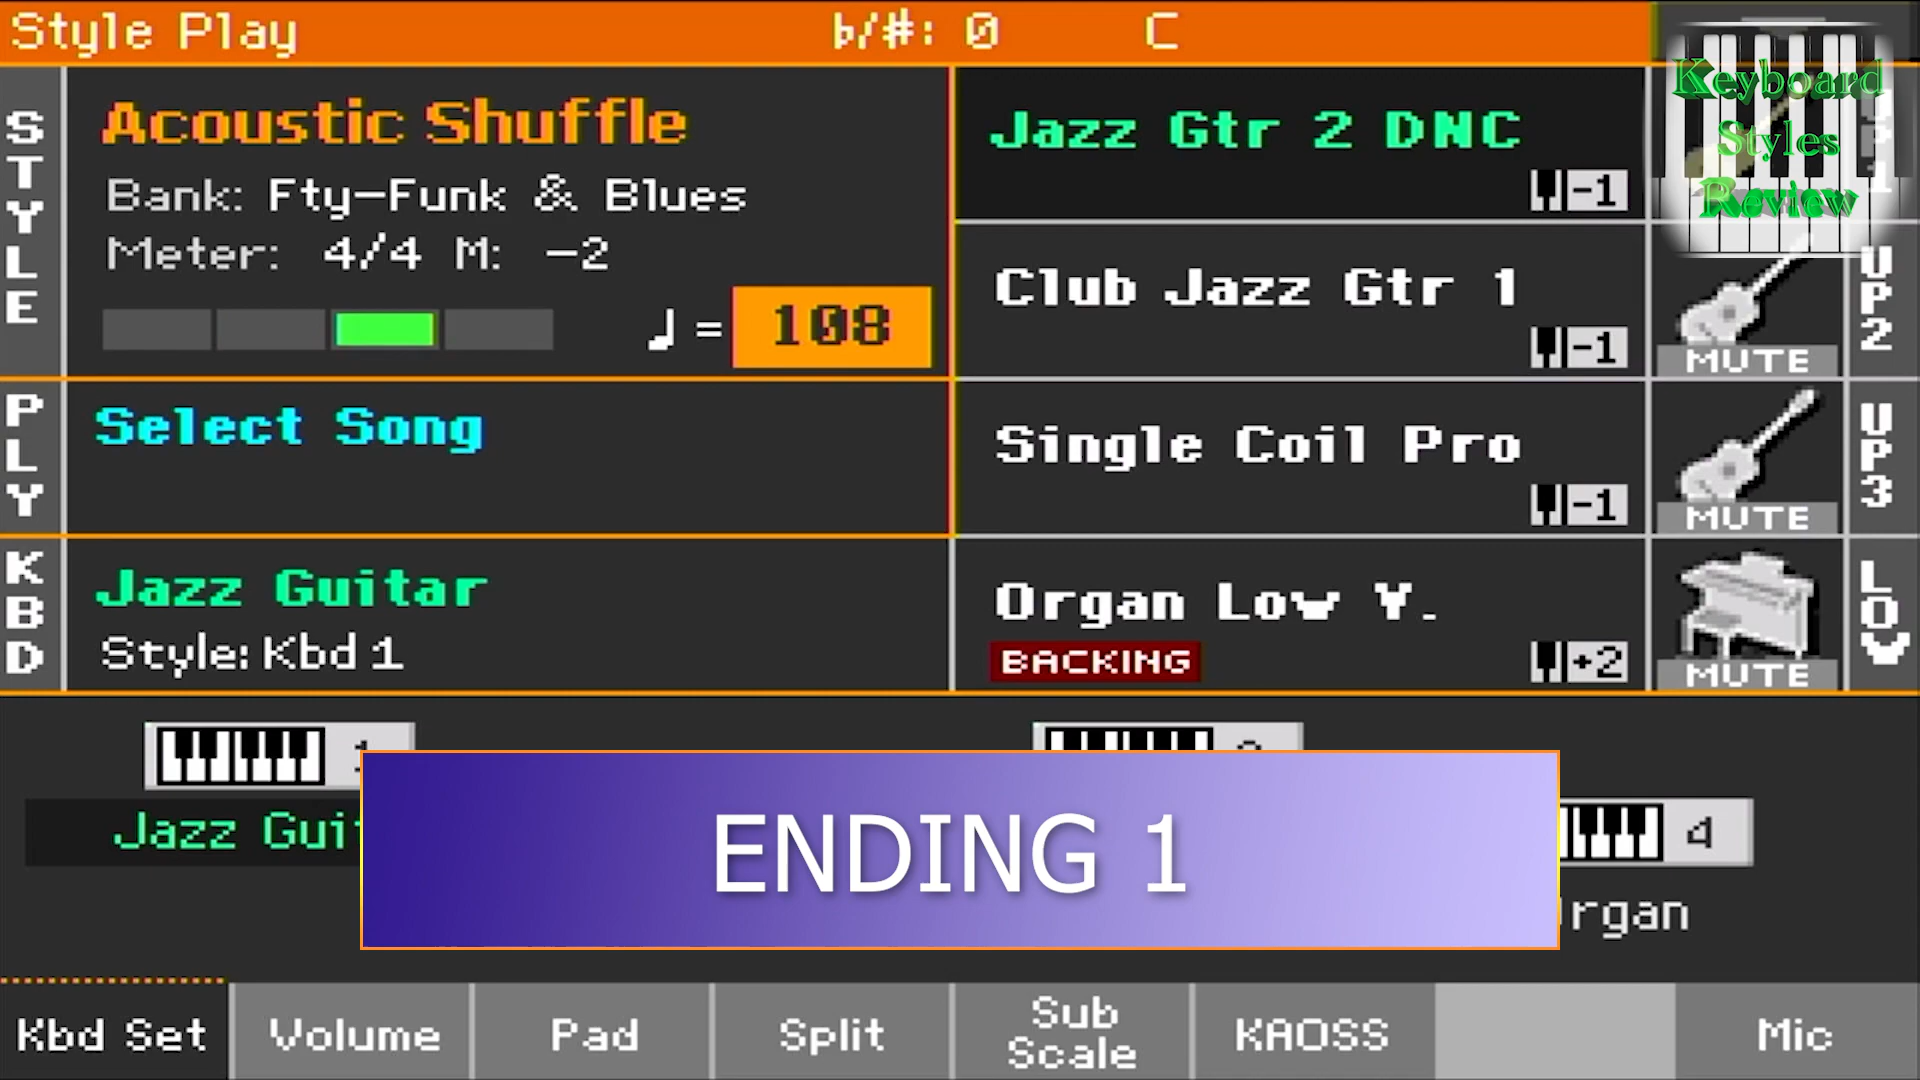 Style Play
♭/#: 0
C
Keyboard
Styles
Review
STYLE
Acoustic Shuffle
Bank: Fty-Funk & Blues
Meter: 4/4 M: -2
♩ = 108
Jazz Gtr 2 DNC
-1
Club Jazz Gtr 1
-1
MUTE
UP2
PLY
Select Song
Single Coil Pro
-1
MUTE
UP3
KBD
Jazz Guitar
Style: Kbd 1
Organ Low V.
BACKING
+2
MUTE
LOW
Jazz
4
ENDING 1
Kbd Set
Volume
Pad
Split
Sub
Scale
KAOSS
Mic